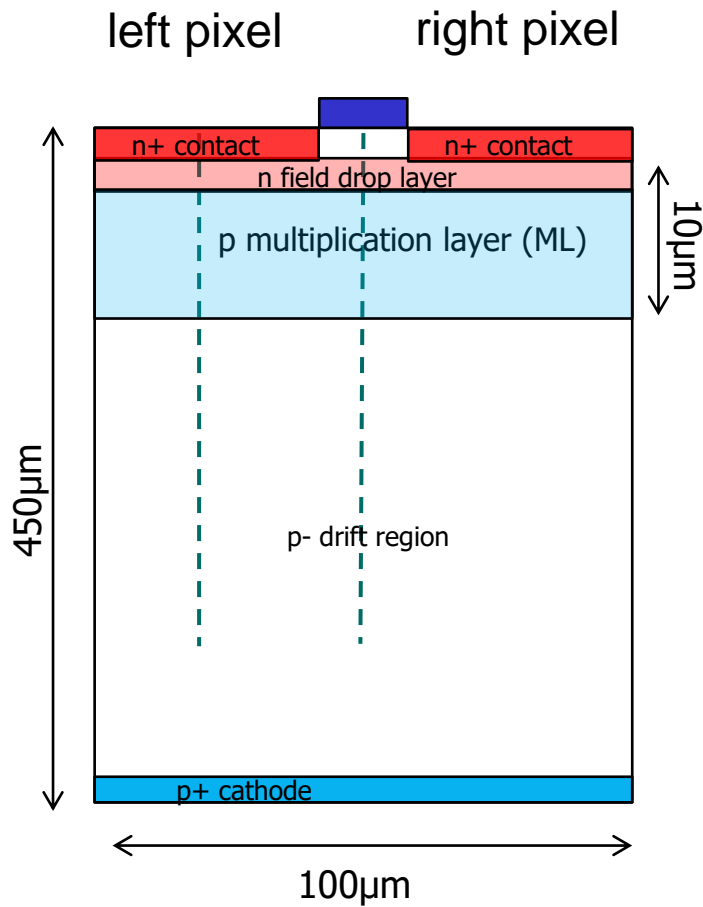 left pixel
right pixel
n+ contact
n+ contact
n field drop layer
p multiplication layer (ML)
10µm
450µm
p- drift region
p+ cathode
100µm